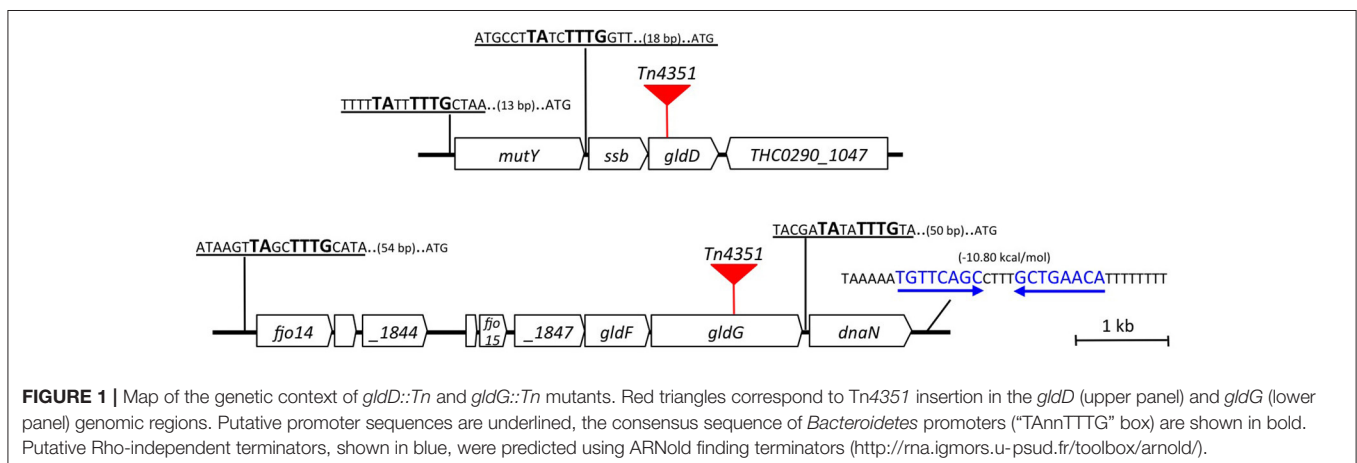 ATGCCTTATCTTTGGTT..(18 bp)..ATG
Tn4351
TTTTTATTTTTGCTAA..(13 bp)..ATG
mutY
ssb
gldD
THC0290_1047
TACGATATATTTGTA..(50 bp)..ATG
ATAAGTTAGCTTTGCATA..(54 bp)..ATG
Tn4351
(-10.80 kcal/mol)
TAAAAATGTTCAGCCTTTGCTGAACATTTTTTTT
fjo14
_1844
fjo
15
_1847
gldF
gldG
dnaN
1 kb
FIGURE 1 | Map of the genetic context of gldD::Tn and gldG::Tn mutants. Red triangles correspond to Tn4351 insertion in the gldD (upper panel) and gldG (lower
panel) genomic regions. Putative promoter sequences are underlined, the consensus sequence of Bacteroidetes promoters (“TAnnTTTG” box) are shown in bold.
Putative Rho-independent terminators, shown in blue, were predicted using ARNold finding terminators (http://rna.igmors.u-psud.fr/toolbox/arnold/).